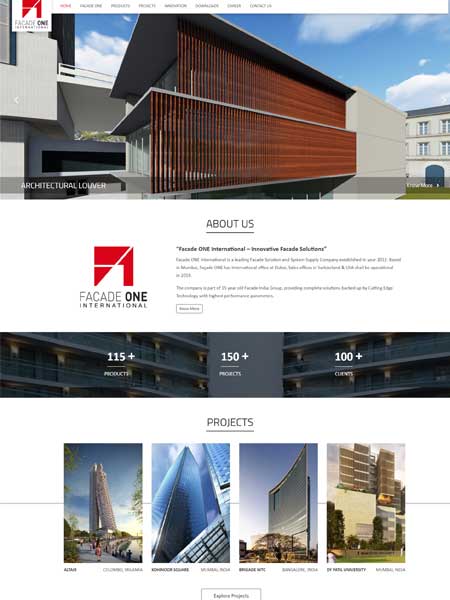 FACADE ONE
INTERNATIONAL
HOME FACADE ONE PRODUCTS PROJECTS INNOVATION DOWNLOADS CAREER CONTACT US
ARCHITECTURAL LOUVER
Know More
ABOUT US
FACADE ONE
INTERNATIONAL
"Facade ONE International – Innovative Facade Solutions"
Facade ONE International is a leading Facade Solution and System Supply Company established in year 2012. Based
in Mumbai, Façade ONE has International office at Dubai, Sales offices in Switzerland & USA shall be operational
in 2019.
The company is part of 35 year old Facade India Group, providing complete solutions backed up by Cutting Edge
Technology with highest performance parameters.
Know More
115 + 150 + 100 +
PRODUCTS PROJECTS CLIENTS
PROJECTS
ALTAIR COLOMBO, SRILANKA
KOHINOOR SQUARE MUMBAI, INDIA
BRIGADE WTC BANGALORE, INDIA
DY PATIL UNIVERSITY MUMBAI, INDIA
Explore Projects